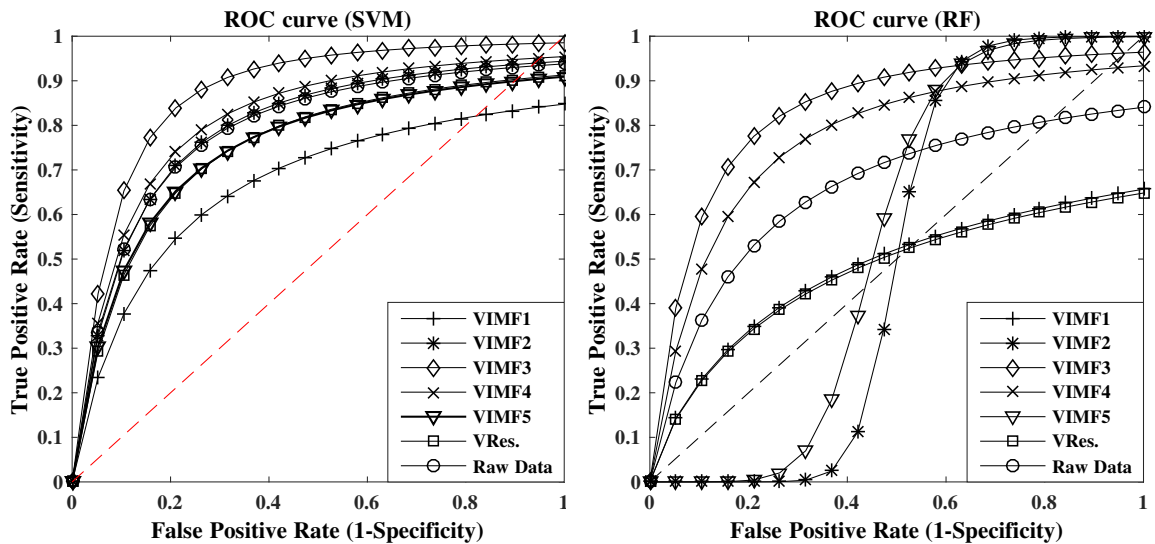 ROC curve (SVM)
True Positive Rate (Sensitivity)
1
0.9
0.8
0.7
0.6
0.5
0.4
0.3
0.2
0.1
0
0
0.2
0.4
0.6
0.8
1
False Positive Rate (1-Specificity)
VIMF1
VIMF2
VIMF3
VIMF4
VIMF5
VRes.
Raw Data
ROC curve (RF)
True Positive Rate (Sensitivity)
1
0.9
0.8
0.7
0.6
0.5
0.4
0.3
0.2
0.1
0
0
0.2
0.4
0.6
0.8
1
False Positive Rate (1-Specificity)
VIMF1
VIMF2
VIMF3
VIMF4
VIMF5
VRes.
Raw Data